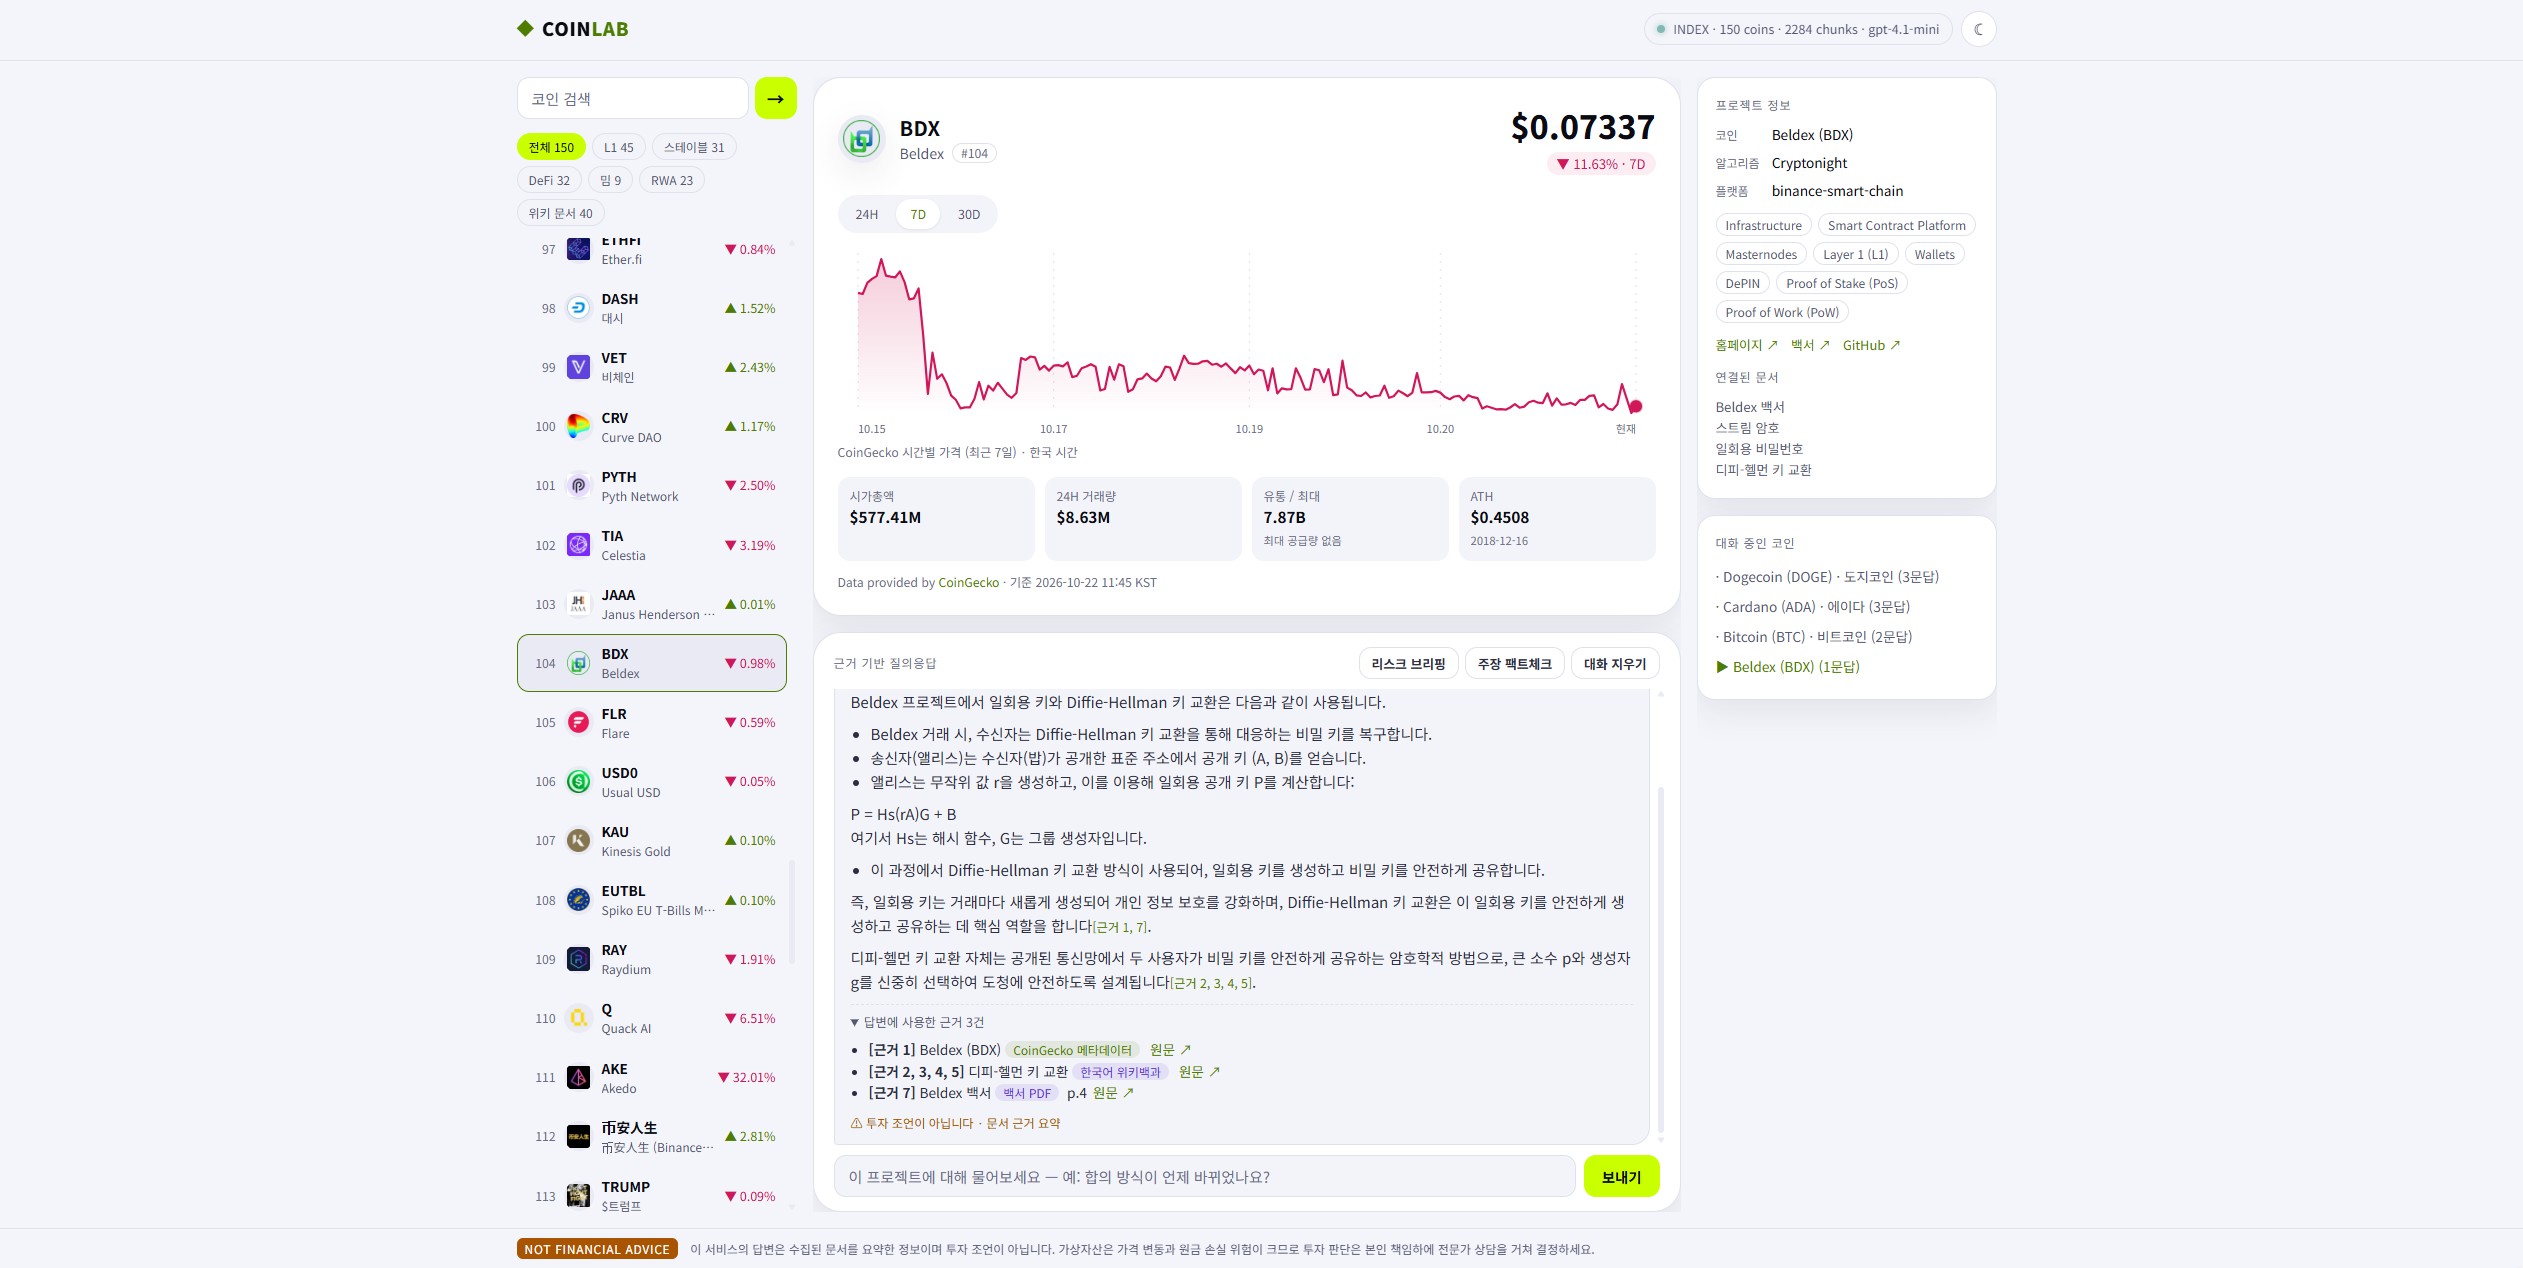 COINLAB
INDEX · 150 coins · 2284 chunks · gpt-4.1-mini
코인 검색
→
전체 150
L1 45
스테이블 31
DeFi 32
밈 9
RWA 23
위키 문서 40
97 ETHFI ▼ 0.84%
Ether.fi
98 DASH ▲ 1.52%
대시
99 VET ▲ 2.43%
비체인
100 CRV ▲ 1.17%
Curve DAO
101 PYTH ▼ 2.50%
Pyth Network
102 TIA ▼ 3.19%
Celestia
103 JAAA ▲ 0.01%
Janus Henderson ···
104 BDX ▼ 0.98%
Beldex
105 FLR ▼ 0.59%
Flare
106 USD0 ▼ 0.05%
Usual USD
107 KAU ▲ 0.10%
Kinesis Gold
108 EUTBL ▲ 0.10%
Spiko EU T-Bills M···
109 RAY ▼ 1.91%
Raydium
110 Q ▼ 6.51%
Quack AI
111 AKE ▼ 32.01%
Akedo
112 币安人生 ▲ 2.81%
币安人生 (Binance···
113 TRUMP ▼ 0.09%
$트럼프
BDX
Beldex #104
$0.07337
▼ 11.63% · 7D
24H 7D 30D
10.15 10.17 10.19 10.20 현재
CoinGecko 시간별 가격 (최근 7일) · 한국 시간
시가총액
$577.41M
24H 거래량
$8.63M
유통 / 최대
7.87B
최대 공급량 없음
ATH
$0.4508
2018-12-16
Data provided by CoinGecko · 기준 2026-10-22 11:45 KST
근거 기반 질의응답
리스크 브리핑
주장 팩트체크
대화 지우기
Beldex 프로젝트에서 일회용 키와 Diffie-Hellman 키 교환은 다음과 같이 사용됩니다.
• Beldex 거래 시, 수신자는 Diffie-Hellman 키 교환을 통해 대응하는 비밀 키를 복구합니다.
• 송신자(앨리스)는 수신자(밥)가 공개한 표준 주소에서 공개 키 (A, B)를 얻습니다.
• 앨리스는 무작위 값 r을 생성하고, 이를 이용해 일회용 공개 키 P를 계산합니다:
P = Hs(rA)G + B
여기서 Hs는 해시 함수, G는 그룹 생성자입니다.
• 이 과정에서 Diffie-Hellman 키 교환 방식이 사용되어, 일회용 키를 생성하고 비밀 키를 안전하게 공유합니다.
즉, 일회용 키는 거래마다 새롭게 생성되어 개인 정보 보호를 강화하며, Diffie-Hellman 키 교환은 이 일회용 키를 안전하게 생
성하고 공유하는 데 핵심 역할을 합니다[근거 1, 7].
디피-헬먼 키 교환 자체는 공개된 통신망에서 두 사용자가 비밀 키를 안전하게 공유하는 암호학적 방법으로, 큰 소수 p와 생성자
g를 신중히 선택하여 도청에 안전하도록 설계됩니다[근거 2, 3, 4, 5].
▼ 답변에 사용한 근거 3건
• [근거 1] Beldex (BDX) CoinGecko 메타데이터 원문 ↗
• [근거 2, 3, 4, 5] 디피-헬먼 키 교환 한국어 위키백과 원문 ↗
• [근거 7] Beldex 백서 백서 PDF p.4 원문 ↗
⚠ 투자 조언이 아닙니다 · 문서 근거 요약
이 프로젝트에 대해 물어보세요 — 예: 합의 방식이 언제 바뀌었나요?
보내기
프로젝트 정보
코인 Beldex (BDX)
알고리즘 Cryptonight
플랫폼 binance-smart-chain
Infrastructure
Smart Contract Platform
Masternodes
Layer 1 (L1)
Wallets
DePIN
Proof of Stake (PoS)
Proof of Work (PoW)
홈페이지 ↗ 백서 ↗ GitHub ↗
연결된 문서
Beldex 백서
스트림 암호
일회용 비밀번호
디피-헬먼 키 교환
대화 중인 코인
· Dogecoin (DOGE) · 도지코인 (3문답)
· Cardano (ADA) · 에이다 (3문답)
· Bitcoin (BTC) · 비트코인 (2문답)
▶ Beldex (BDX) (1문답)
NOT FINANCIAL ADVICE
이 서비스의 답변은 수집된 문서를 요약한 정보이며 투자 조언이 아닙니다. 가상자산은 가격 변동과 원금 손실 위험이 크므로 투자 판단은 본인 책임하에 전문가 상담을 거쳐 결정하세요.